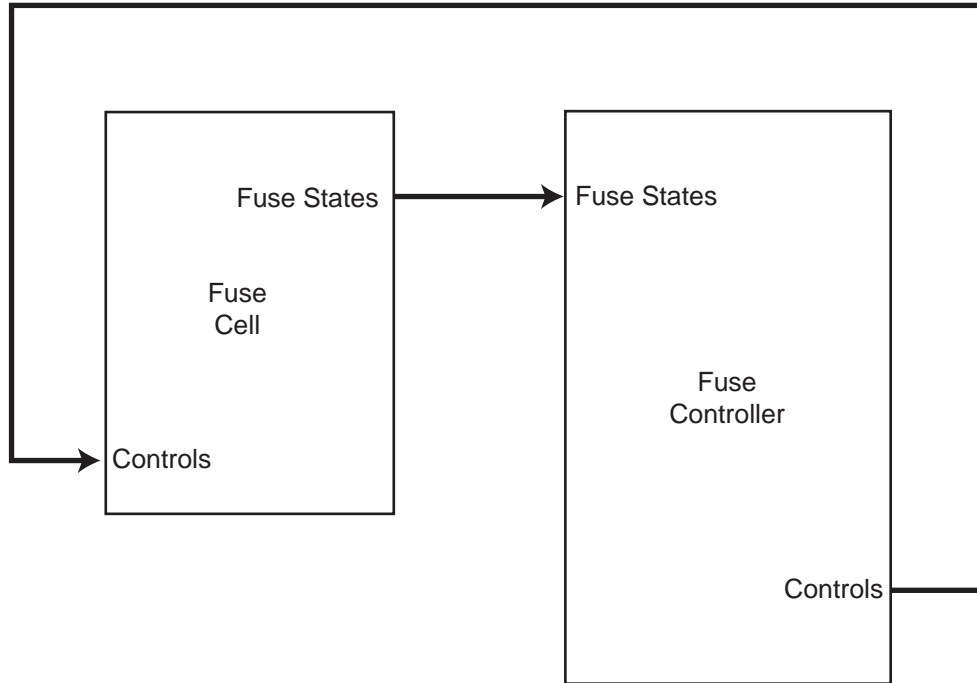 Fuse States
Fuse
Cell
Controls
Fuse States
Fuse
Controller
Controls